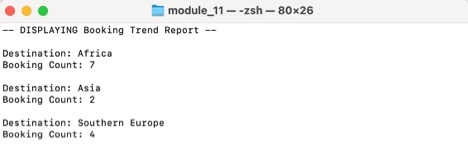 module_11 — -zsh — 80×26
-- DISPLAYING Booking Trend Report --
Destination: Africa
Booking Count: 7
Destination: Asia
Booking Count: 2
Destination: Southern Europe
Booking Count: 4